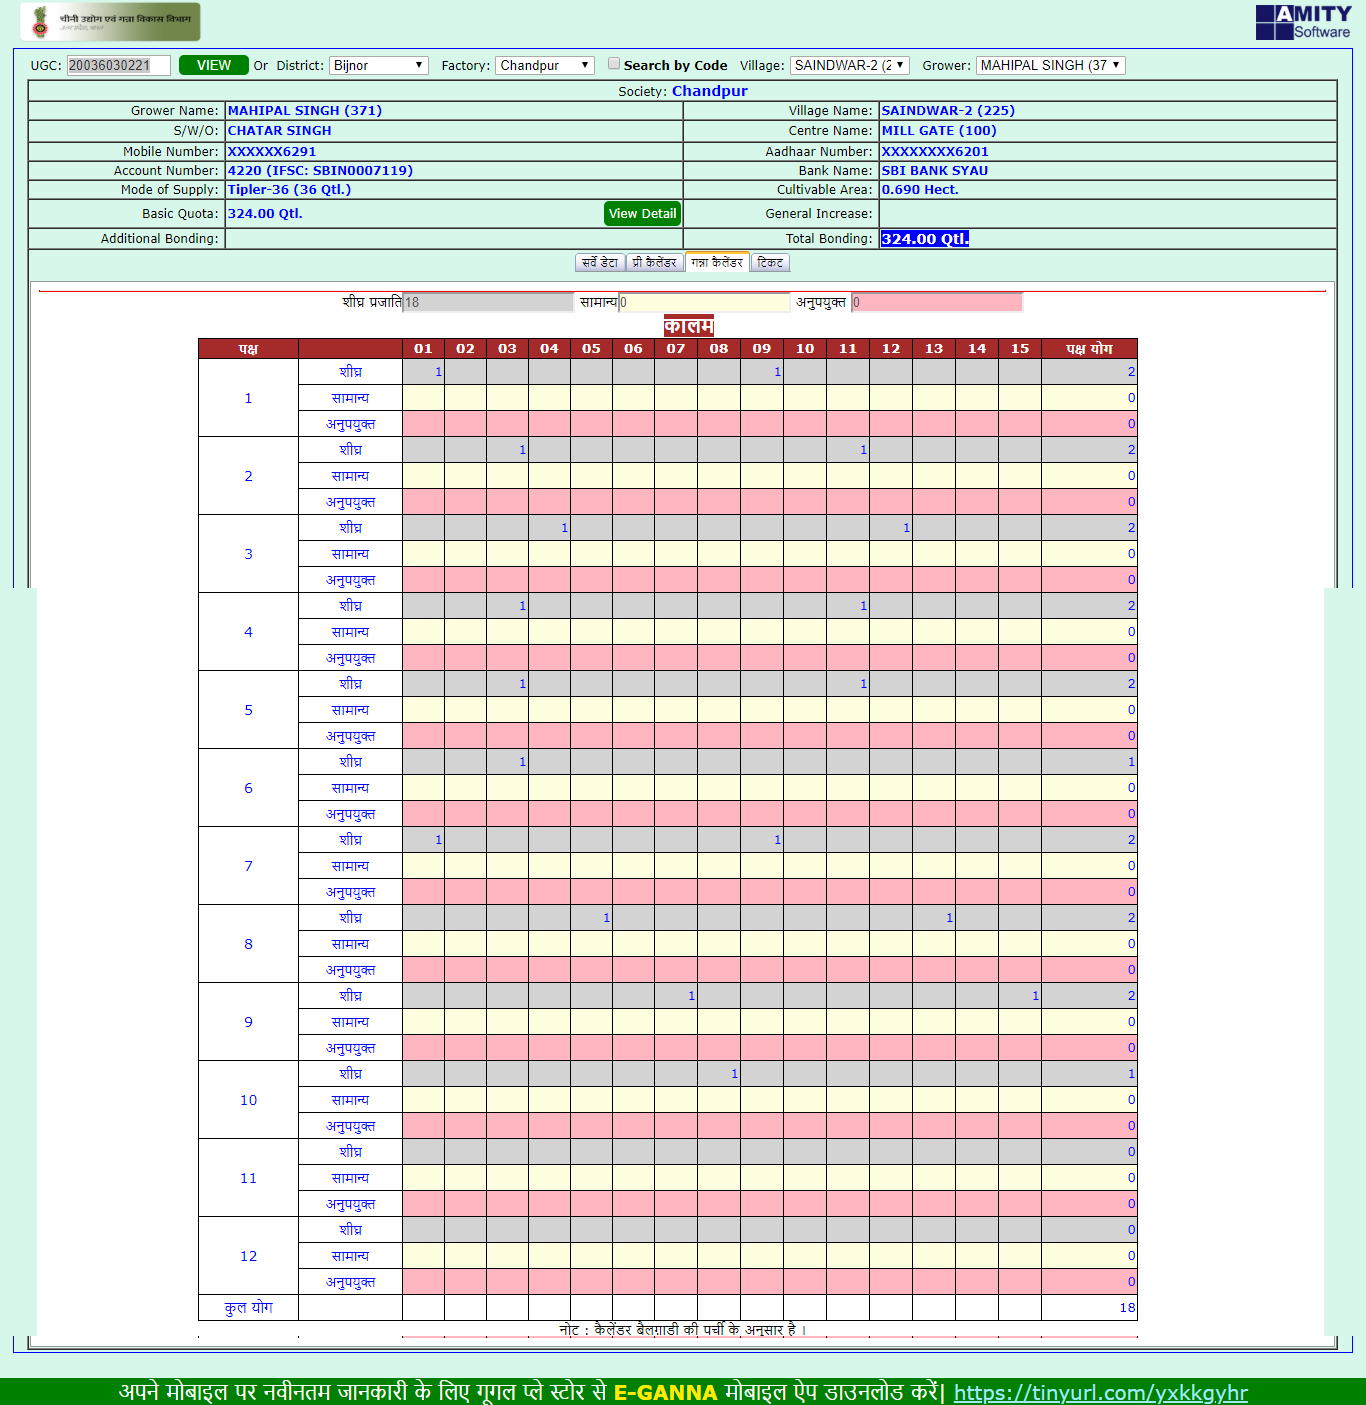 चीनी उद्योग एवं गन्ना विकास विभाग
उत्तर प्रदेश, भारत
AMITY
Software
UGC: 20036030221 VIEW Or District: Bijnor Factory: Chandpur Search by Code Village: SAINDWAR-2 (2 Grower: MAHIPAL SINGH (37
Society: Chandpur
Grower Name: MAHIPAL SINGH (371) Village Name: SAINDWAR-2 (225)
S/W/O: CHATAR SINGH Centre Name: MILL GATE (100)
Mobile Number: XXXXXX6291 Aadhaar Number: XXXXXXXX6201
Account Number: 4220 (IFSC: SBIN0007119) Bank Name: SBI BANK SYAU
Mode of Supply: Tipler-36 (36 Qtl.) Cultivable Area: 0.690 Hect.
Basic Quota: 324.00 Qtl. View Detail General Increase:
Additional Bonding: Total Bonding: 324.00 Qtl.
सर्वे डेटा प्री कैलेंडर गन्ना कैलेंडर टिकट
शीघ्र प्रजाति 18 सामान्य 0 अनुपयुक्त 0
कालम
पक्ष 01 02 03 04 05 06 07 08 09 10 11 12 13 14 15 पक्ष योग
1 शीघ्र 1 1 2
सामान्य 0
अनुपयुक्त 0
2 शीघ्र 1 1 2
सामान्य 0
अनुपयुक्त 0
3 शीघ्र 1 1 2
सामान्य 0
अनुपयुक्त 0
4 शीघ्र 1 1 2
सामान्य 0
अनुपयुक्त 0
5 शीघ्र 1 1 2
सामान्य 0
अनुपयुक्त 0
6 शीघ्र 1 1
सामान्य 0
अनुपयुक्त 0
7 शीघ्र 1 1 2
सामान्य 0
अनुपयुक्त 0
8 शीघ्र 1 1 2
सामान्य 0
अनुपयुक्त 0
9 शीघ्र 1 1 2
सामान्य 0
अनुपयुक्त 0
10 शीघ्र 1 1
सामान्य 0
अनुपयुक्त 0
11 शीघ्र 0
सामान्य 0
अनुपयुक्त 0
12 शीघ्र 0
सामान्य 0
अनुपयुक्त 0
कुल योग 18
नोट : कैलेंडर बैलगाडी की पर्ची के अनुसार है ।
अपने मोबाइल पर नवीनतम जानकारी के लिए गूगल प्ले स्टोर से E-GANNA मोबाइल ऐप डाउनलोड करें| https://tinyurl.com/yxkkgyhr